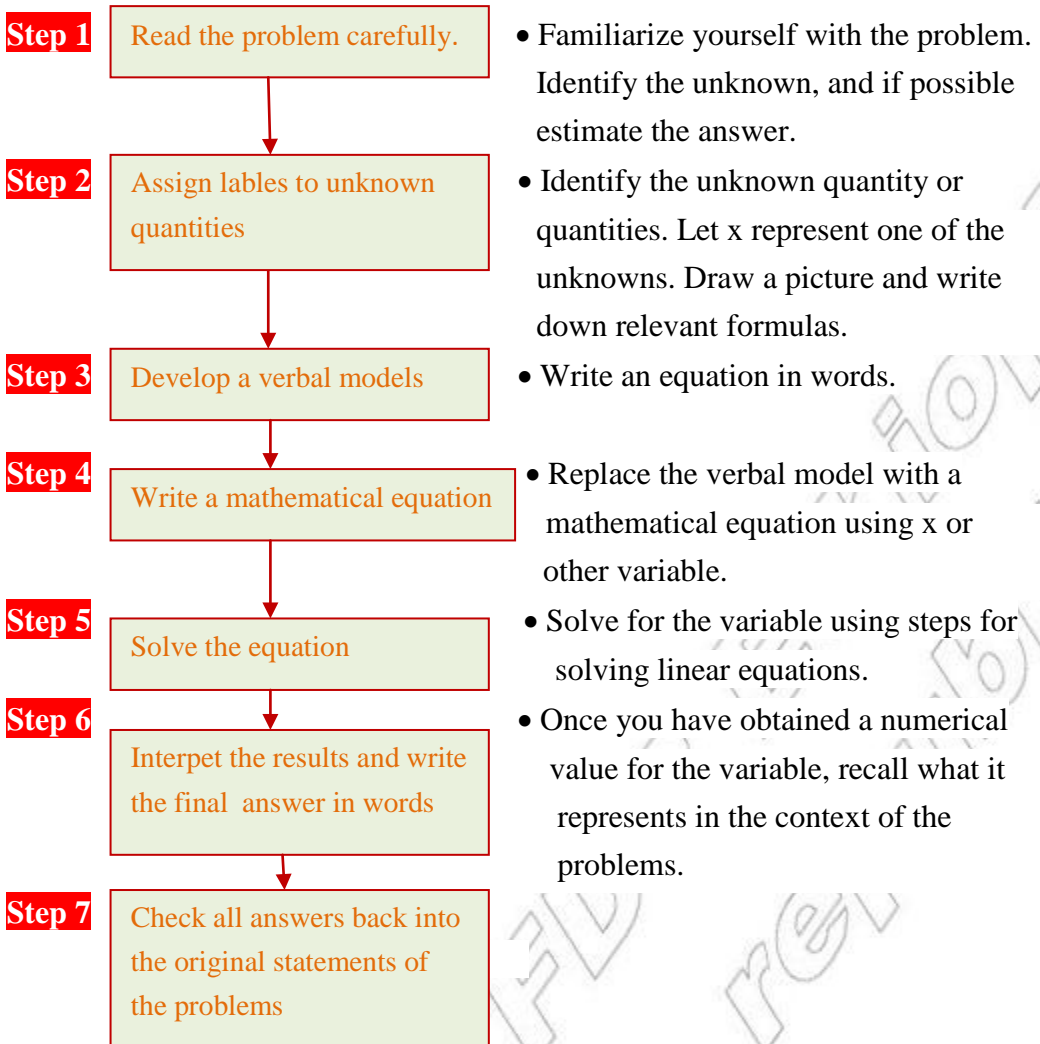 Step 1
Read the problem carefully.
• Familiarize yourself with the problem.
Identify the unknown, and if possible
estimate the answer.
Step 2
Assign lables to unknown
quantities
• Identify the unknown quantity or
quantities. Let x represent one of the
unknowns. Draw a picture and write
down relevant formulas.
Step 3
Develop a verbal models
• Write an equation in words.
Step 4
Write a mathematical equation
• Replace the verbal model with a
mathematical equation using x or
other variable.
Step 5
Solve the equation
• Solve for the variable using steps for
solving linear equations.
Step 6
Interpet the results and write
the final answer in words
• Once you have obtained a numerical
value for the variable, recall what it
represents in the context of the
problems.
Step 7
Check all answers back into
the original statements of
the problems